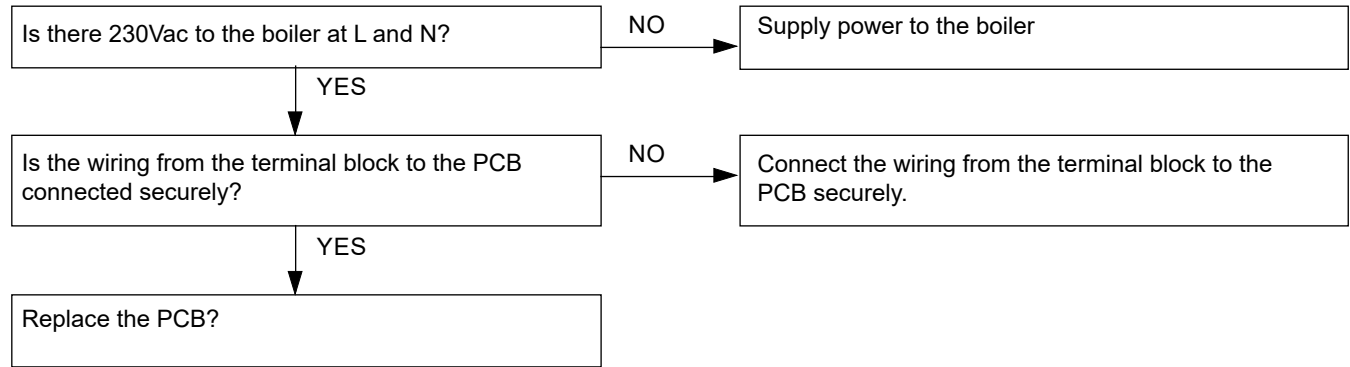 Is there 230Vac to the boiler at L and N?
NO
Supply power to the boiler
YES
Is the wiring from the terminal block to the PCB
connected securely?
NO
Connect the wiring from the terminal block to the
PCB securely.
YES
Replace the PCB?